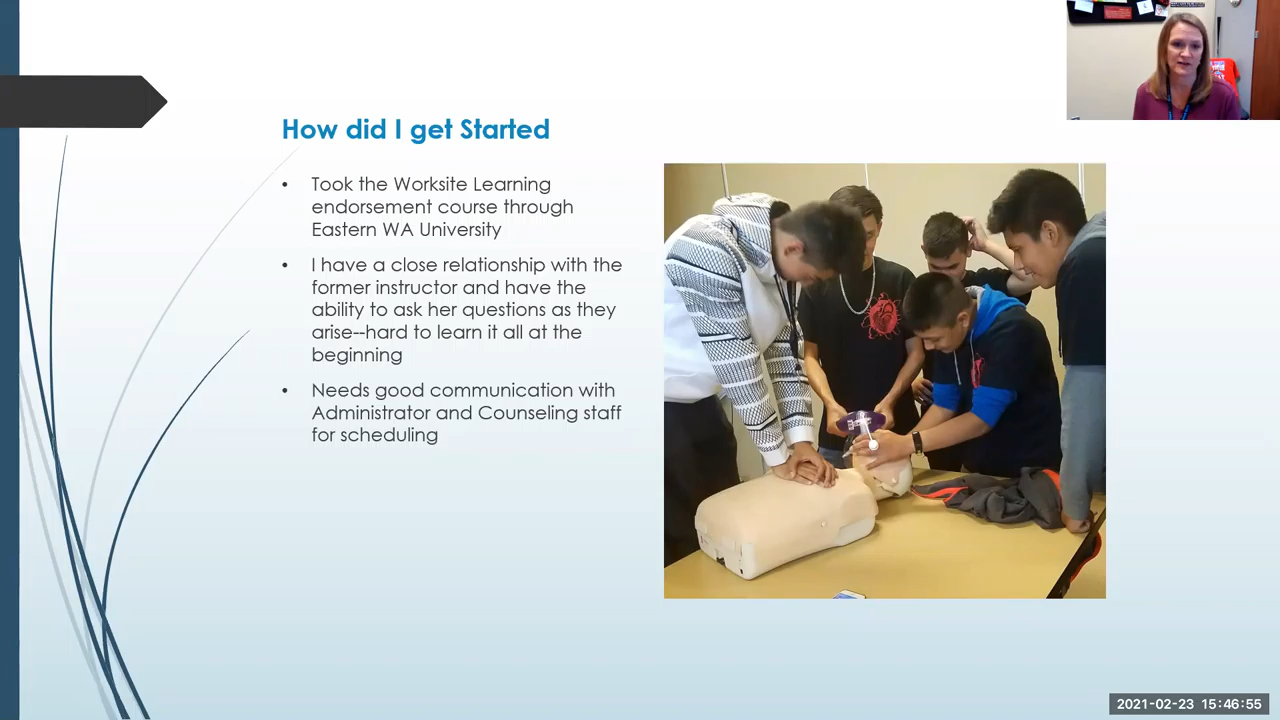 How did I get Started
• Took the Worksite Learning
endorsement course through
Eastern WA University
• I have a close relationship with the
former instructor and have the
ability to ask her questions as they
arise--hard to learn it all at the
beginning
• Needs good communication with
Administrator and Counseling staff
for scheduling
2021-02-23 15:46:55